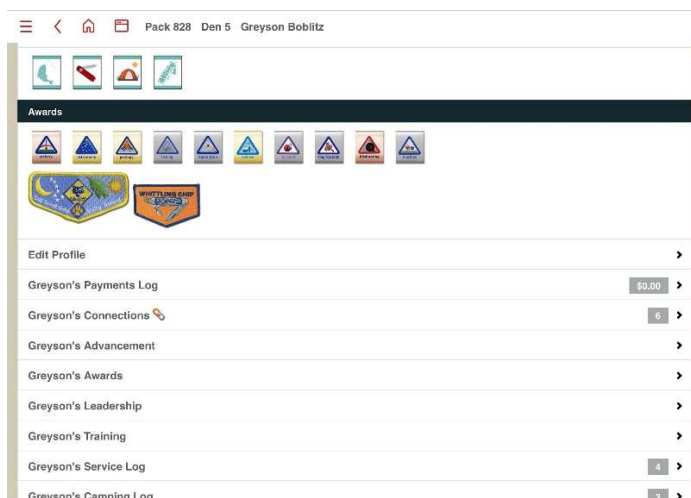 Pack 828 Den 5 Greyson Boblitz
Awards
WHITTLING CHIP
Edit Profile
Greyson's Payments Log $0.00
Greyson's Connections 6
Greyson's Advancement
Greyson's Awards
Greyson's Leadership
Greyson's Training
Greyson's Service Log 4
Greyson's Camping Log